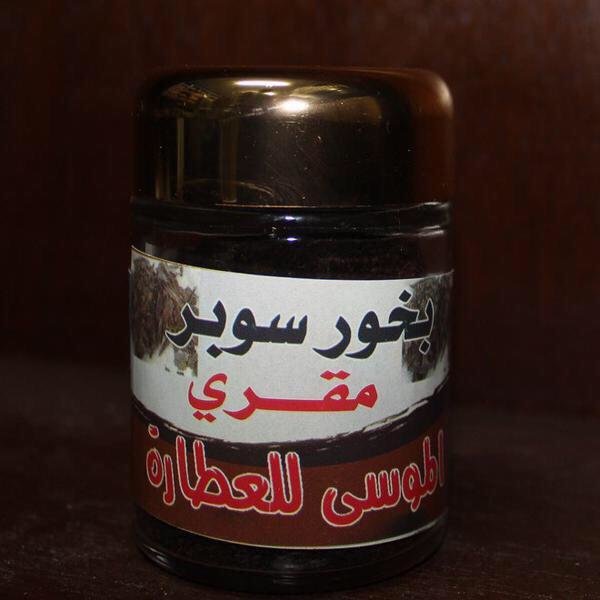 بخور سوبر
مقري
الموسى للعطارة